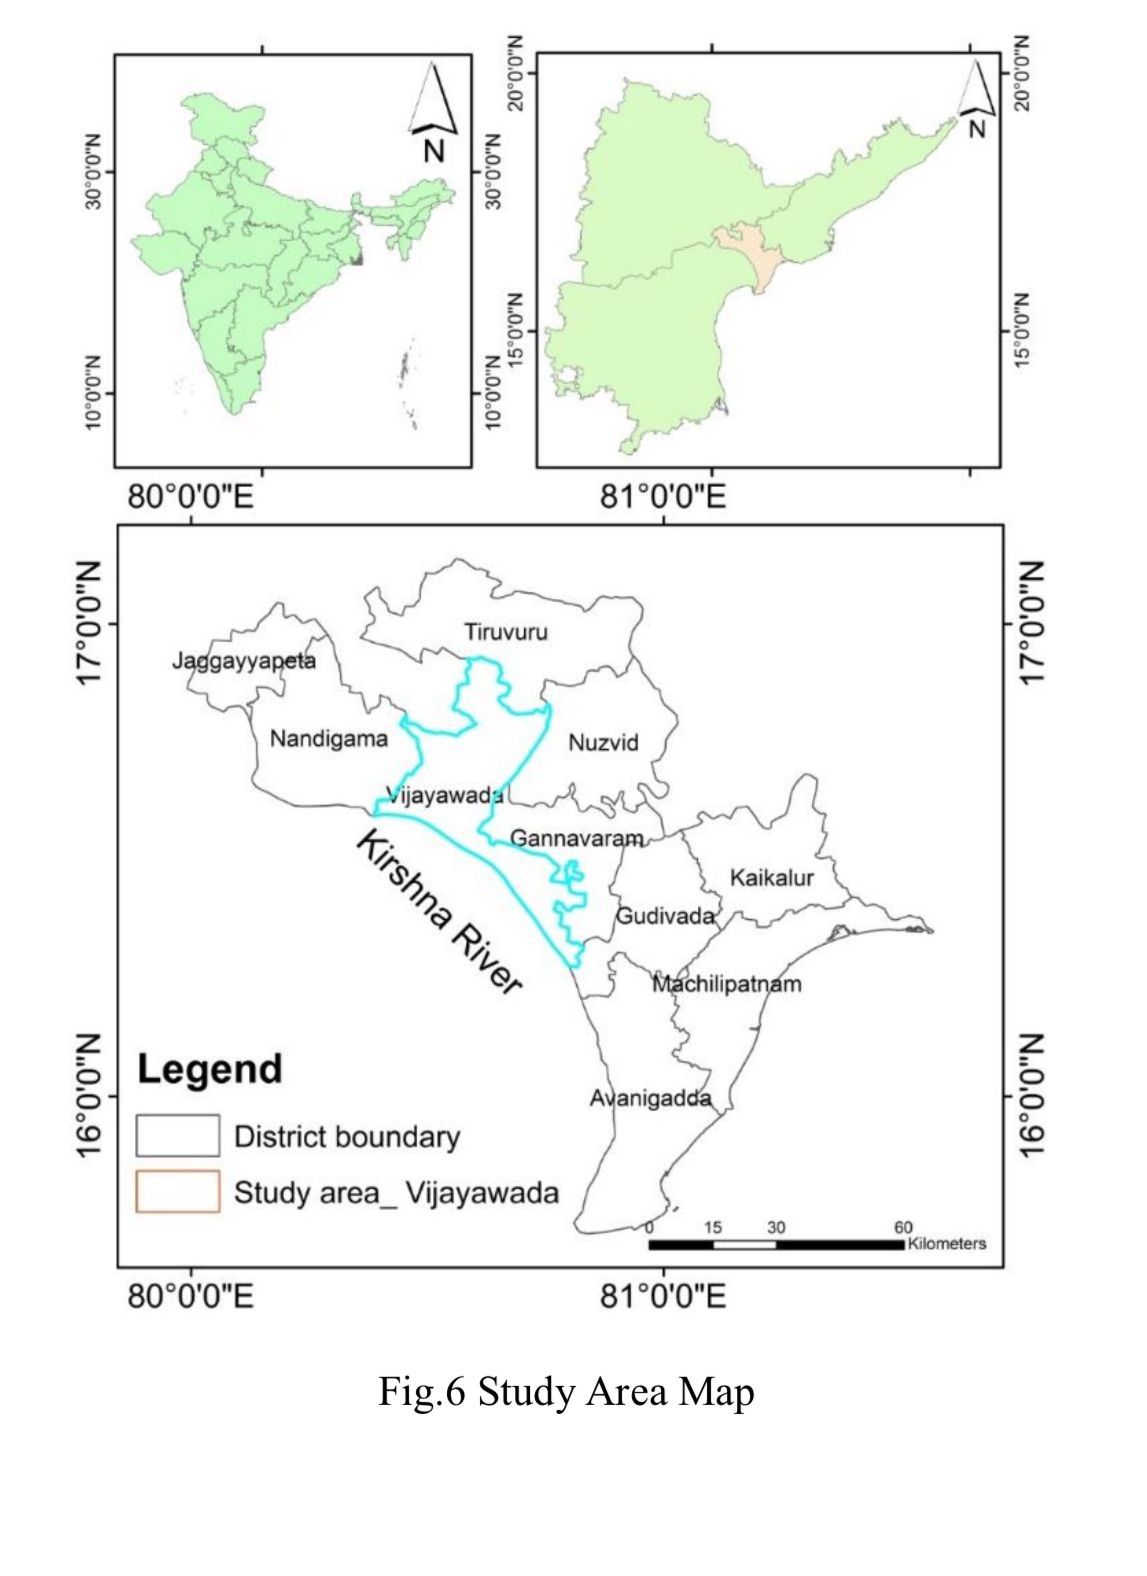 N
N
30°0'0"N
30°0'0"N
10°0'0"N
10°0'0"N
20°0'0"N
20°0'0"N
15°0'0"N
15°0'0"N
80°0'0"E
81°0'0"E
17°0'0"N
17°0'0"N
Tiruvuru
Jaggayyapeta
Nandigama
Nuzvid
Vijayawada
Gannavaram
Kirshna River
Kaikalur
Gudivada
Machilipatnam
Avanigadda
16°0'0"N
16°0'0"N
Legend
District boundary
Study area_ Vijayawada
0 15 30 60
Kilometers
80°0'0"E
81°0'0"E
Fig.6 Study Area Map